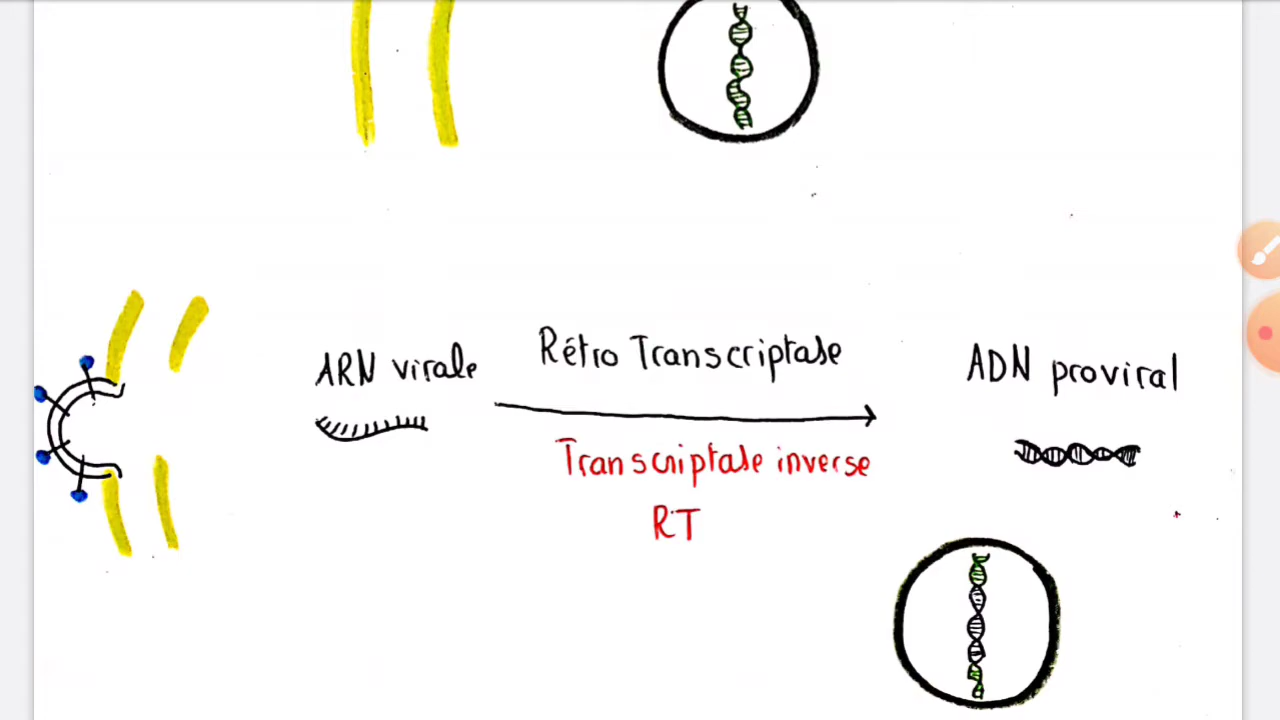 ARN virale
Rétro Transcriptase
ADN proviral
Transcriptase inverse
RT